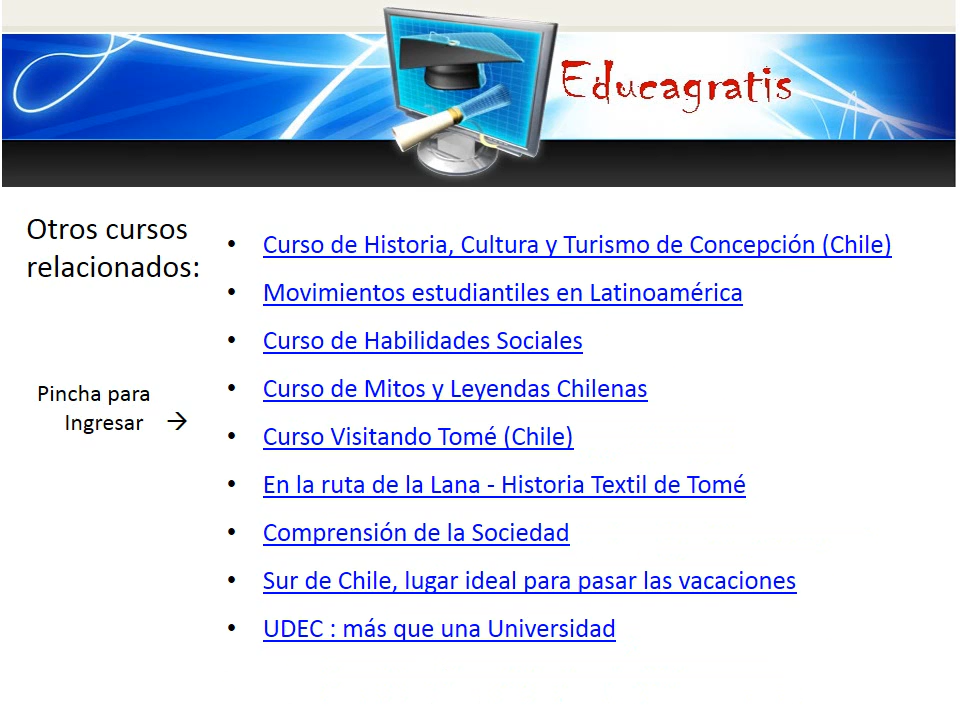 Educagratis
Otros cursos
relacionados:
• Curso de Historia, Cultura y Turismo de Concepción (Chile)
• Movimientos estudiantiles en Latinoamérica
• Curso de Habilidades Sociales
• Curso de Mitos y Leyendas Chilenas
Pincha para
Ingresar →
• Curso Visitando Tomé (Chile)
• En la ruta de la Lana - Historia Textil de Tomé
• Comprensión de la Sociedad
• Sur de Chile, lugar ideal para pasar las vacaciones
• UDEC : más que una Universidad